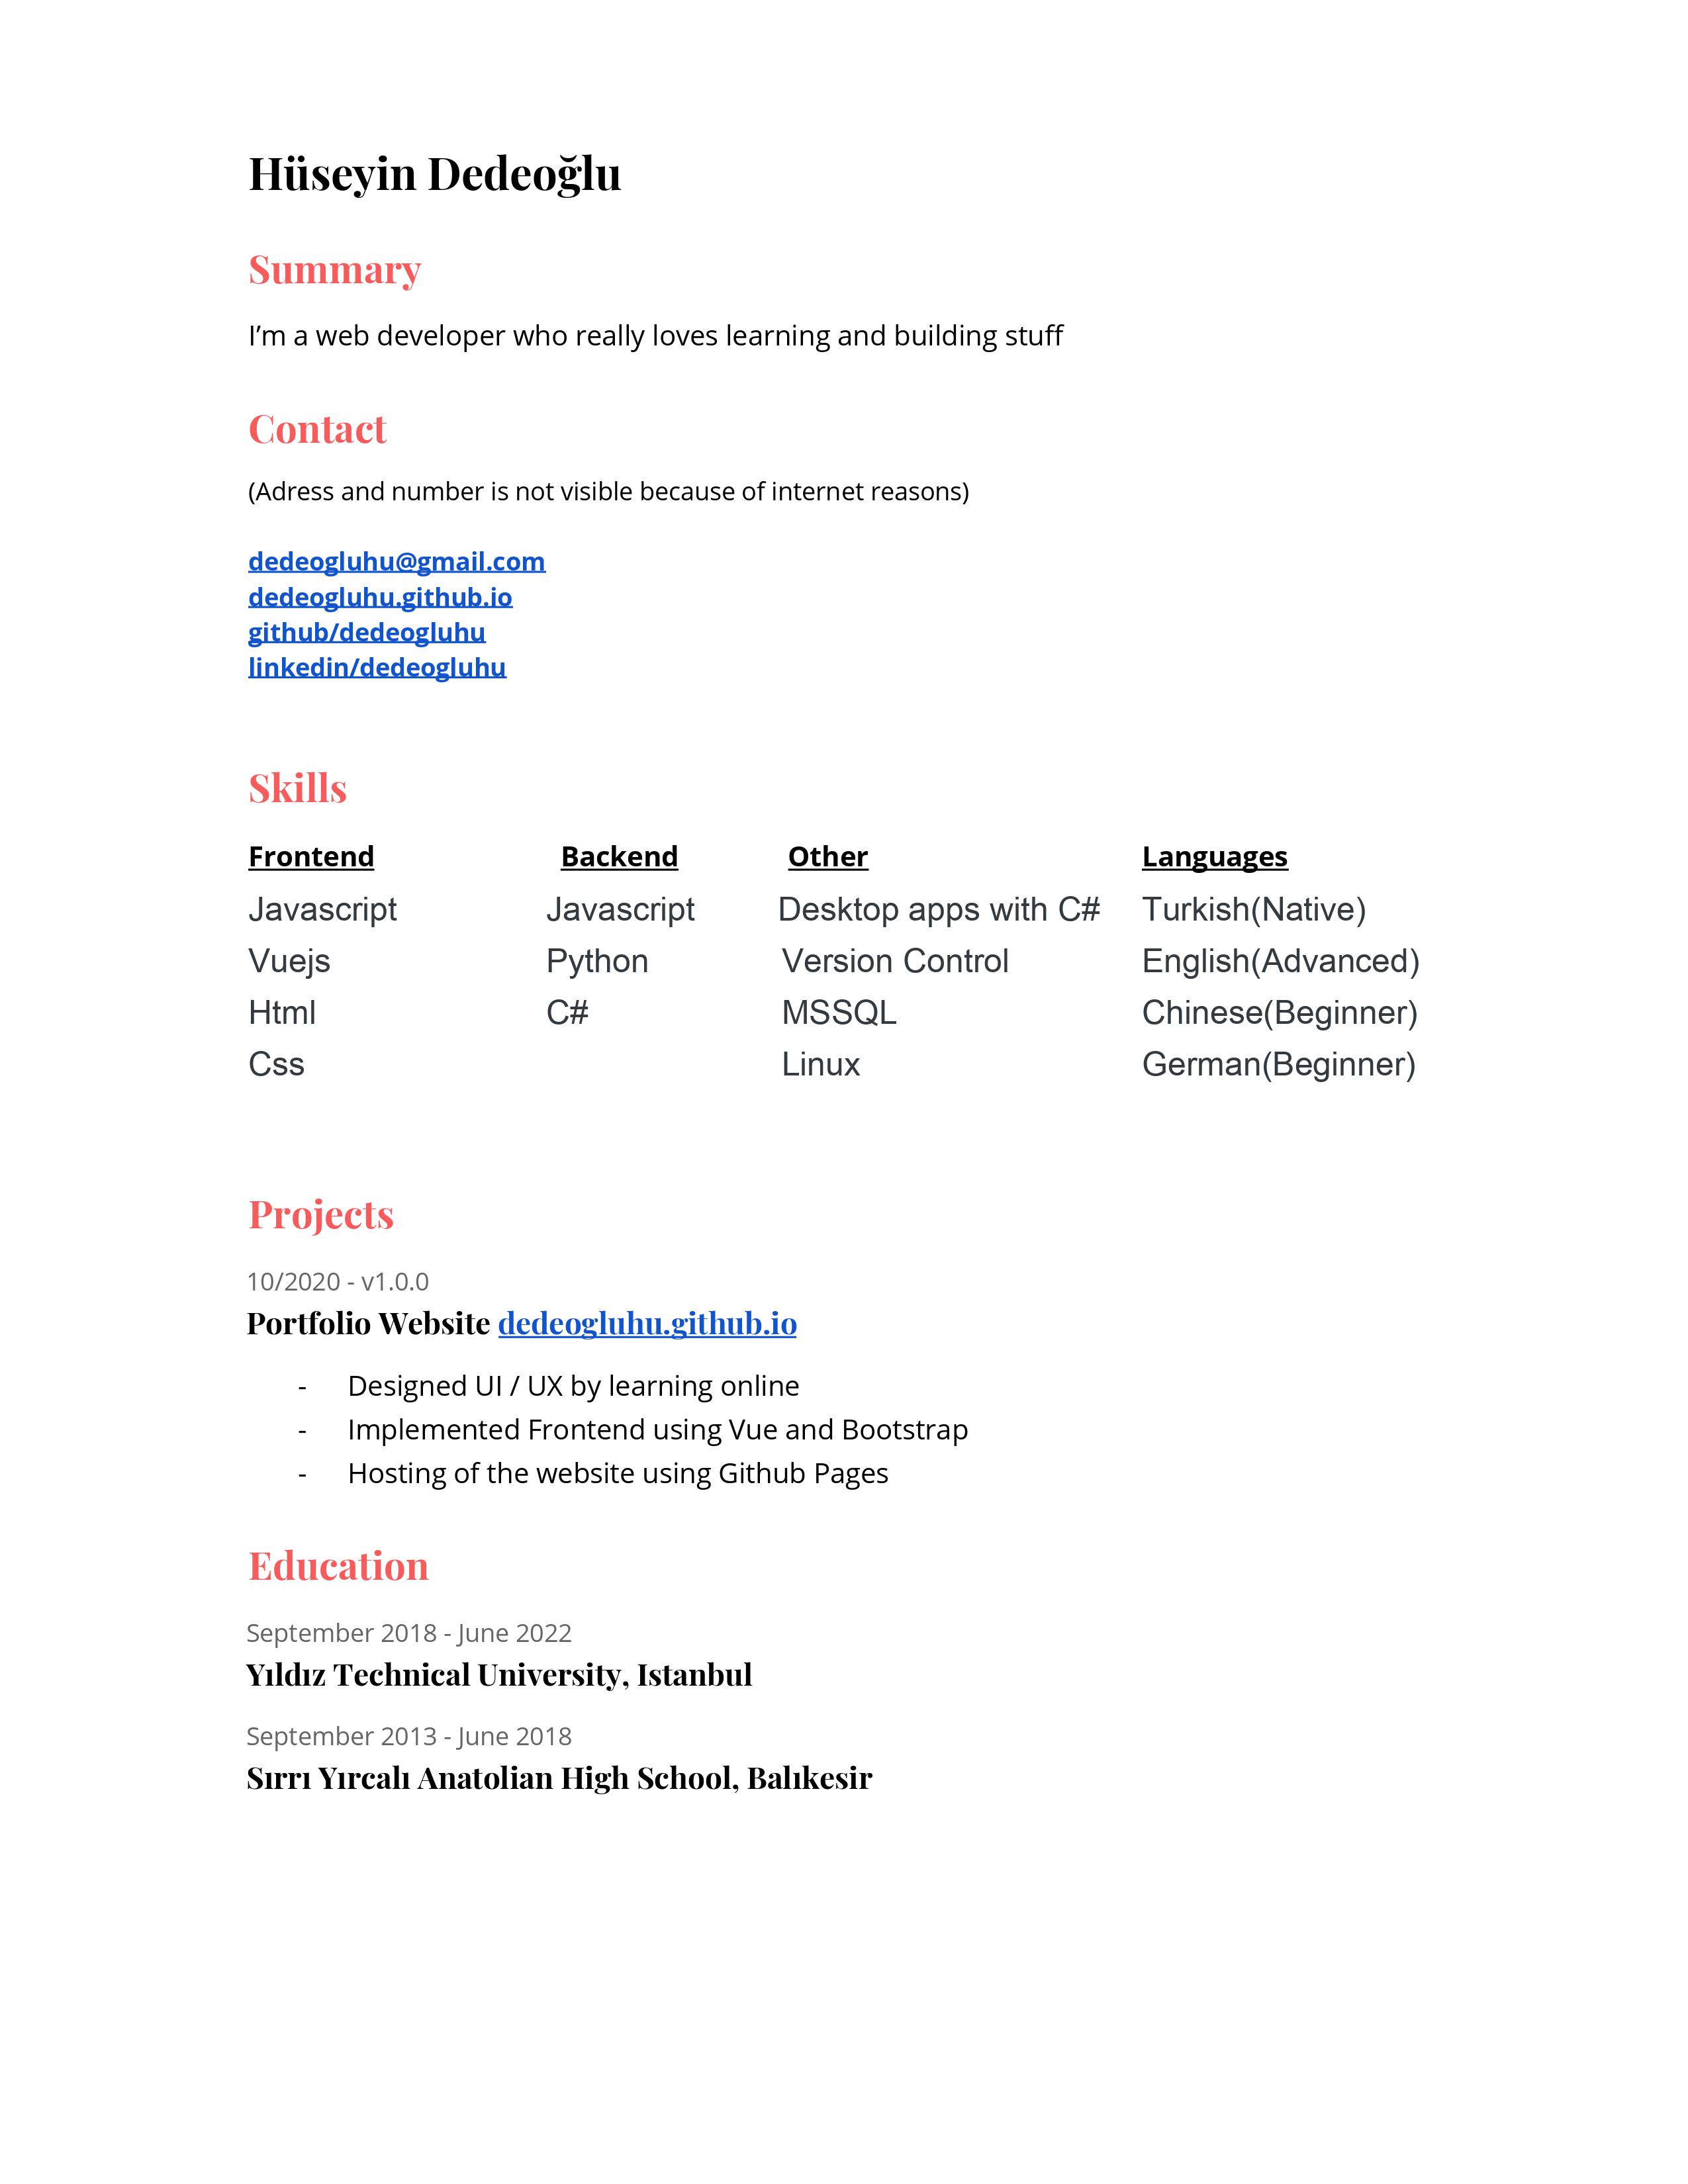 Hüseyin Dedeoğlu
Summary
I’m a web developer who really loves learning and building stuff
Contact
(Adress and number is not visible because of internet reasons)
dedeogluhu@gmail.com
dedeogluhu.github.io
github/dedeogluhu
linkedin/dedeogluhu
Skills
Frontend Backend Other Languages
Javascript Javascript Desktop apps with C# Turkish(Native)
Vuejs Python Version Control English(Advanced)
Html C# MSSQL Chinese(Beginner)
Css Linux German(Beginner)
Projects
10/2020 - v1.0.0
Portfolio Website dedeogluhu.github.io
- Designed UI / UX by learning online
- Implemented Frontend using Vue and Bootstrap
- Hosting of the website using Github Pages
Education
September 2018 - June 2022
Yıldız Technical University, Istanbul
September 2013 - June 2018
Sırrı Yırcalı Anatolian High School, Balıkesir